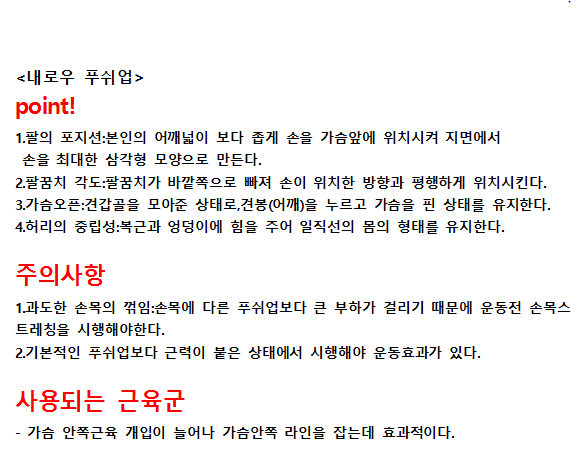 <내로우 푸쉬업>
point!
1.팔의 포지션:본인의 어깨넓이 보다 좁게 손을 가슴앞에 위치시켜 지면에서
손을 최대한 삼각형 모양으로 만든다.
2.팔꿈치 각도:팔꿈치가 바깥쪽으로 빠져 손이 위치한 방향과 평행하게 위치시킨다.
3.가슴오픈:견갑골을 모아준 상태로,견봉(어깨)을 누르고 가슴을 핀 상태를 유지한다.
4.허리의 중립성:복근과 엉덩이에 힘을 주어 일직선의 몸의 형태를 유지한다.
주의사항
1.과도한 손목의 꺾임:손목에 다른 푸쉬업보다 큰 부하가 걸리기 때문에 운동전 손목스
트레칭을 시행해야한다.
2.기본적인 푸쉬업보다 근력이 붙은 상태에서 시행해야 운동효과가 있다.
사용되는 근육군
- 가슴 안쪽근육 개입이 늘어나 가슴안쪽 라인을 잡는데 효과적이다.